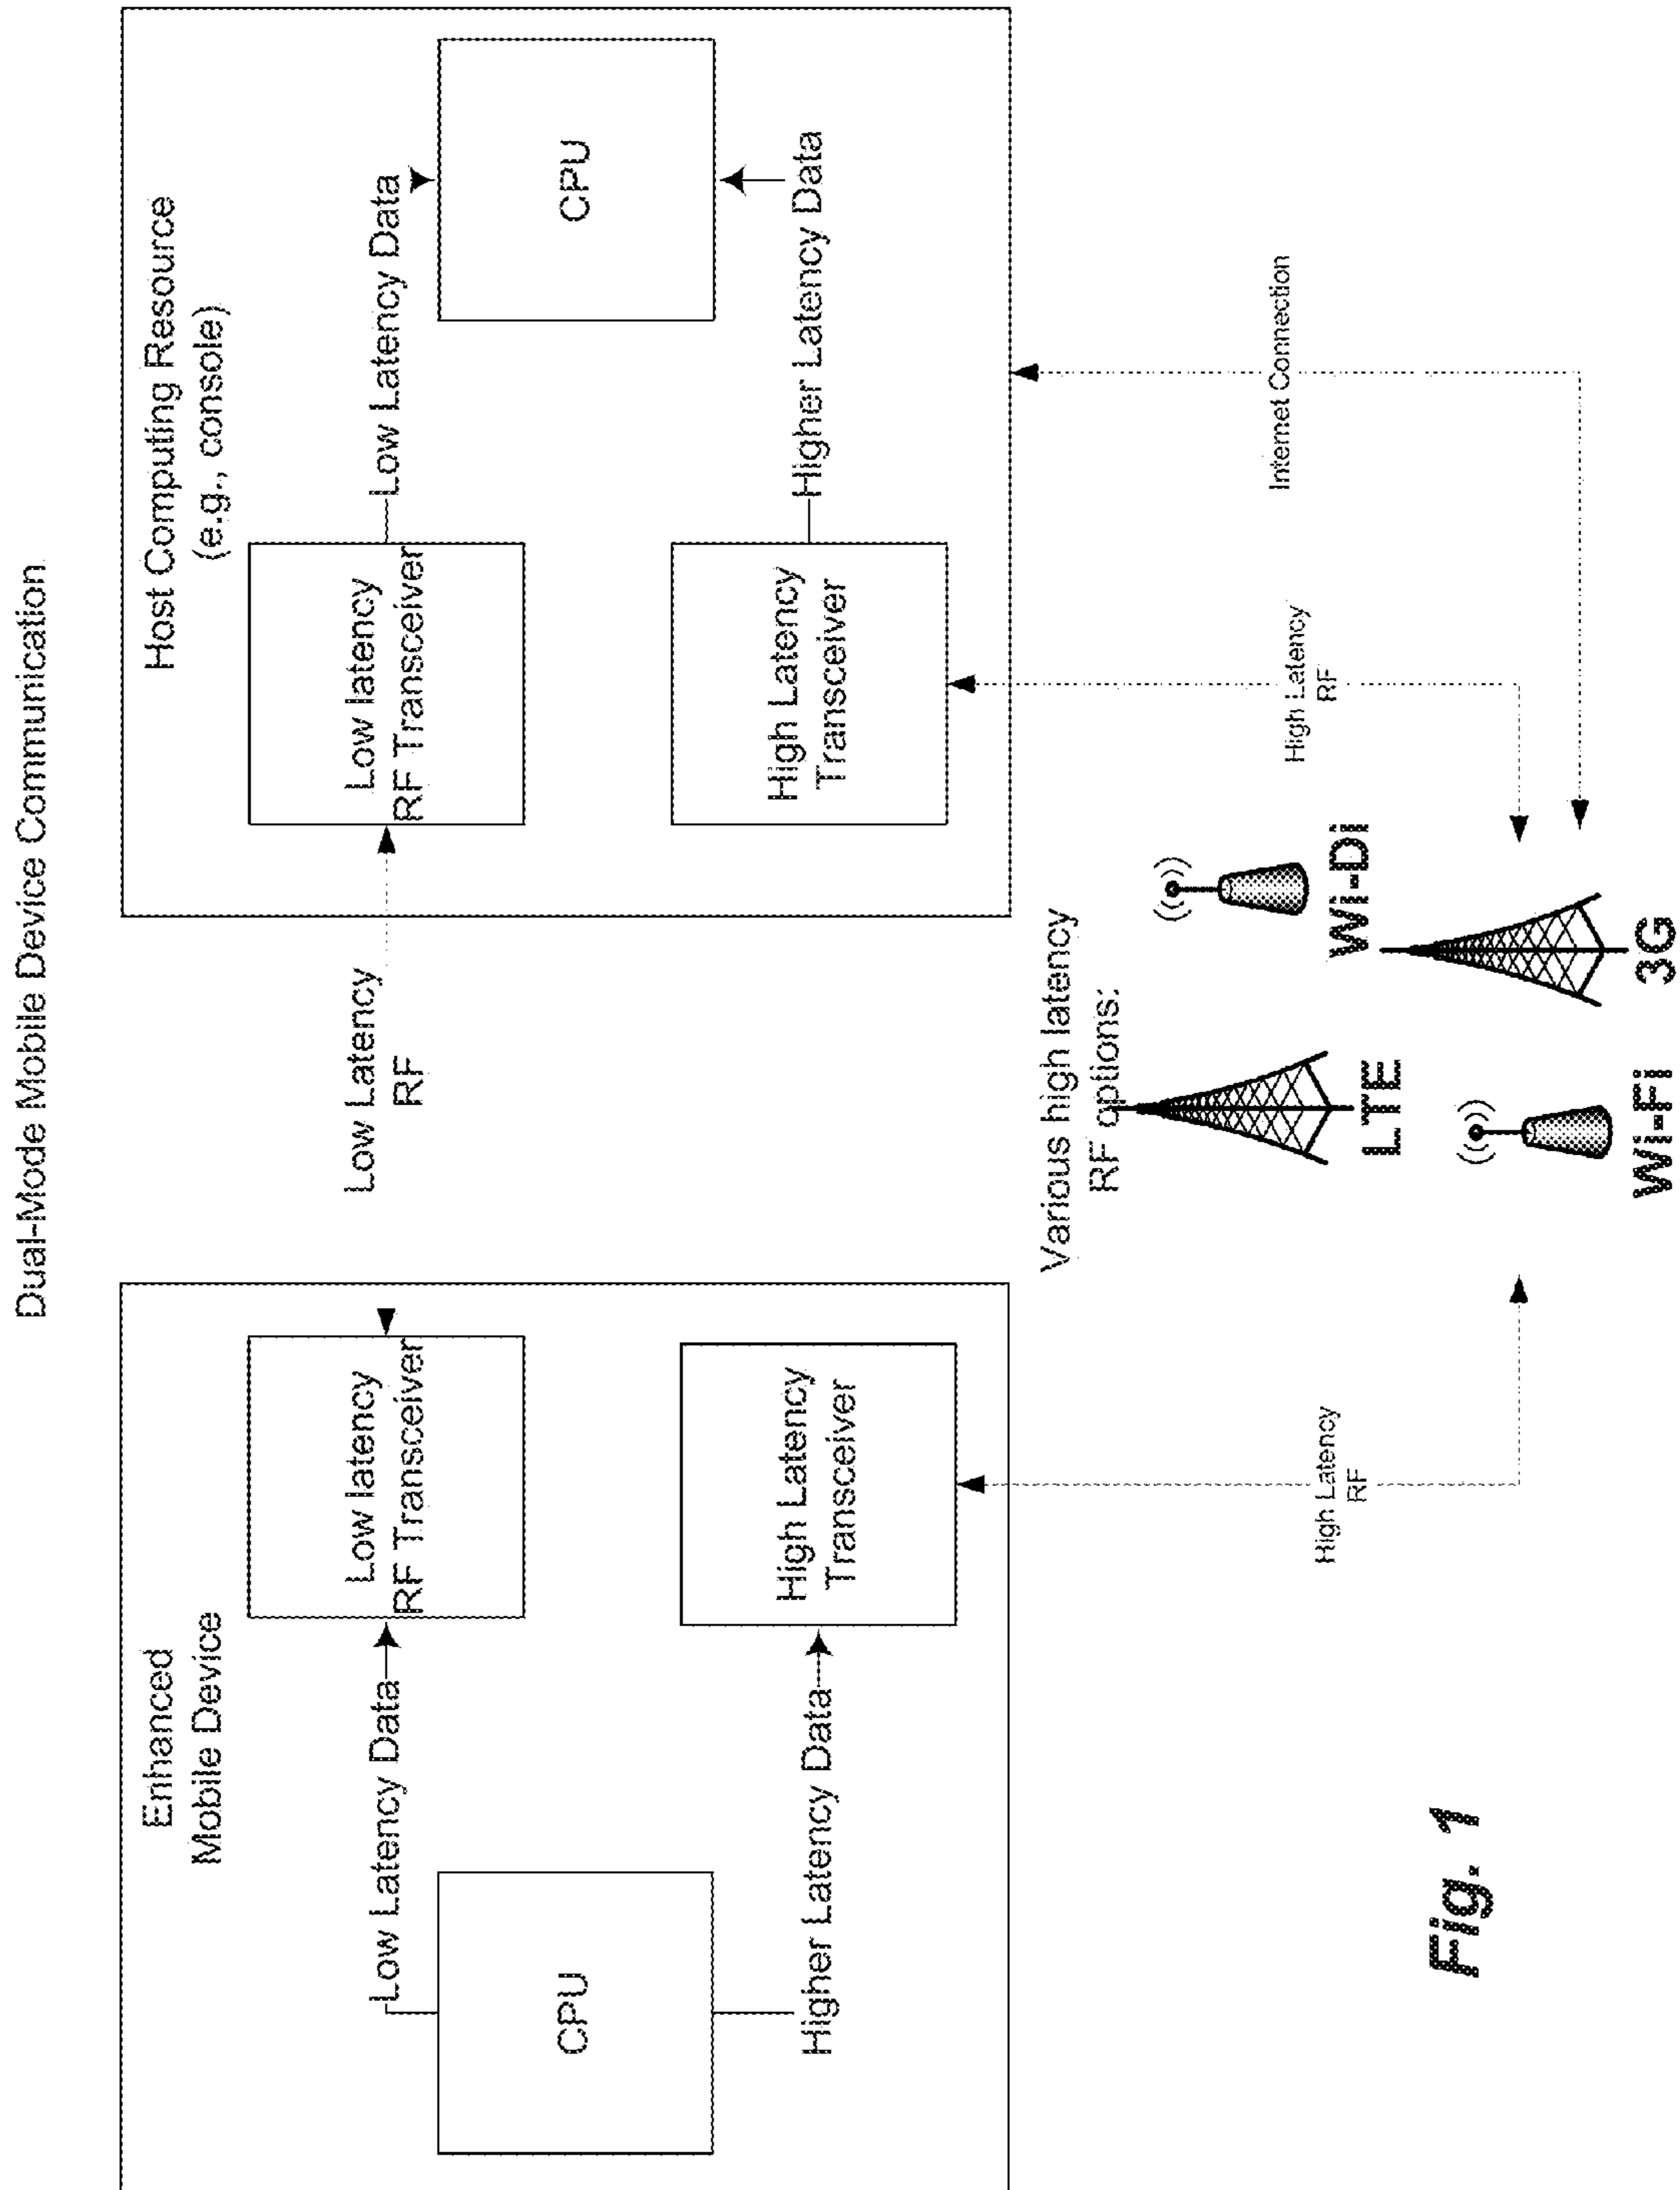 Dual-Mode Mobile Device Communication
Enhanced
Mobile Device
Low Latency Data
Low latency
RF Transceiver
CPU
Higher Latency Data
High Latency
Transceiver
Low Latency
RF
Host Computing Resource
(e.g., console)
Low latency
RF Transceiver
Low Latency Data
CPU
High Latency
Transceiver
Higher Latency Data
Various high latency
RF options:
LTE
Wi-Di
Wi-Fi
3G
High Latency
RF
High Latency
RF
Internet Connection
Fig. 1